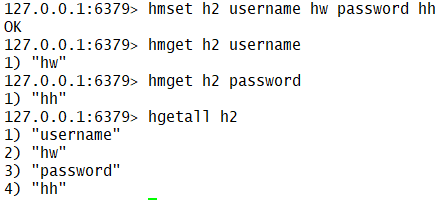 127.0.0.1:6379> hmset h2 username hw password hh
OK
127.0.0.1:6379> hmget h2 username
1) "hw"
127.0.0.1:6379> hmget h2 password
1) "hh"
127.0.0.1:6379> hgetall h2
1) "username"
2) "hw"
3) "password"
4) "hh"